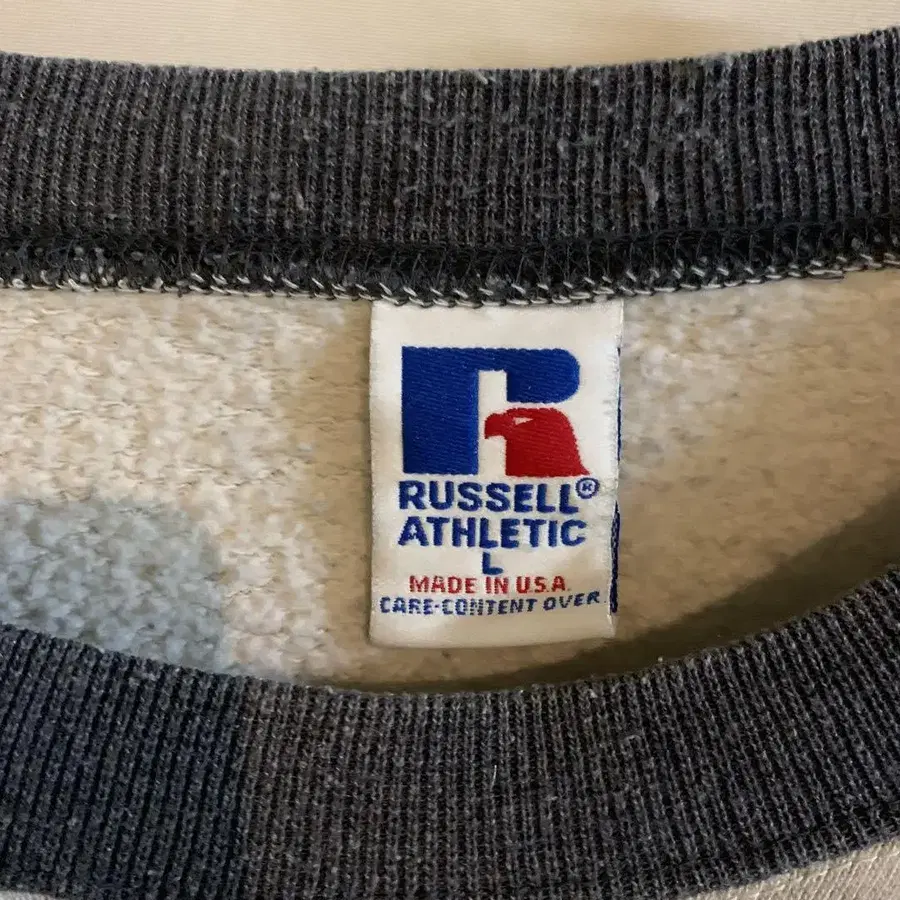 RUSSELL®
ATHLETIC
L
MADE IN U.S.A.
CARE-CONTENT OVER